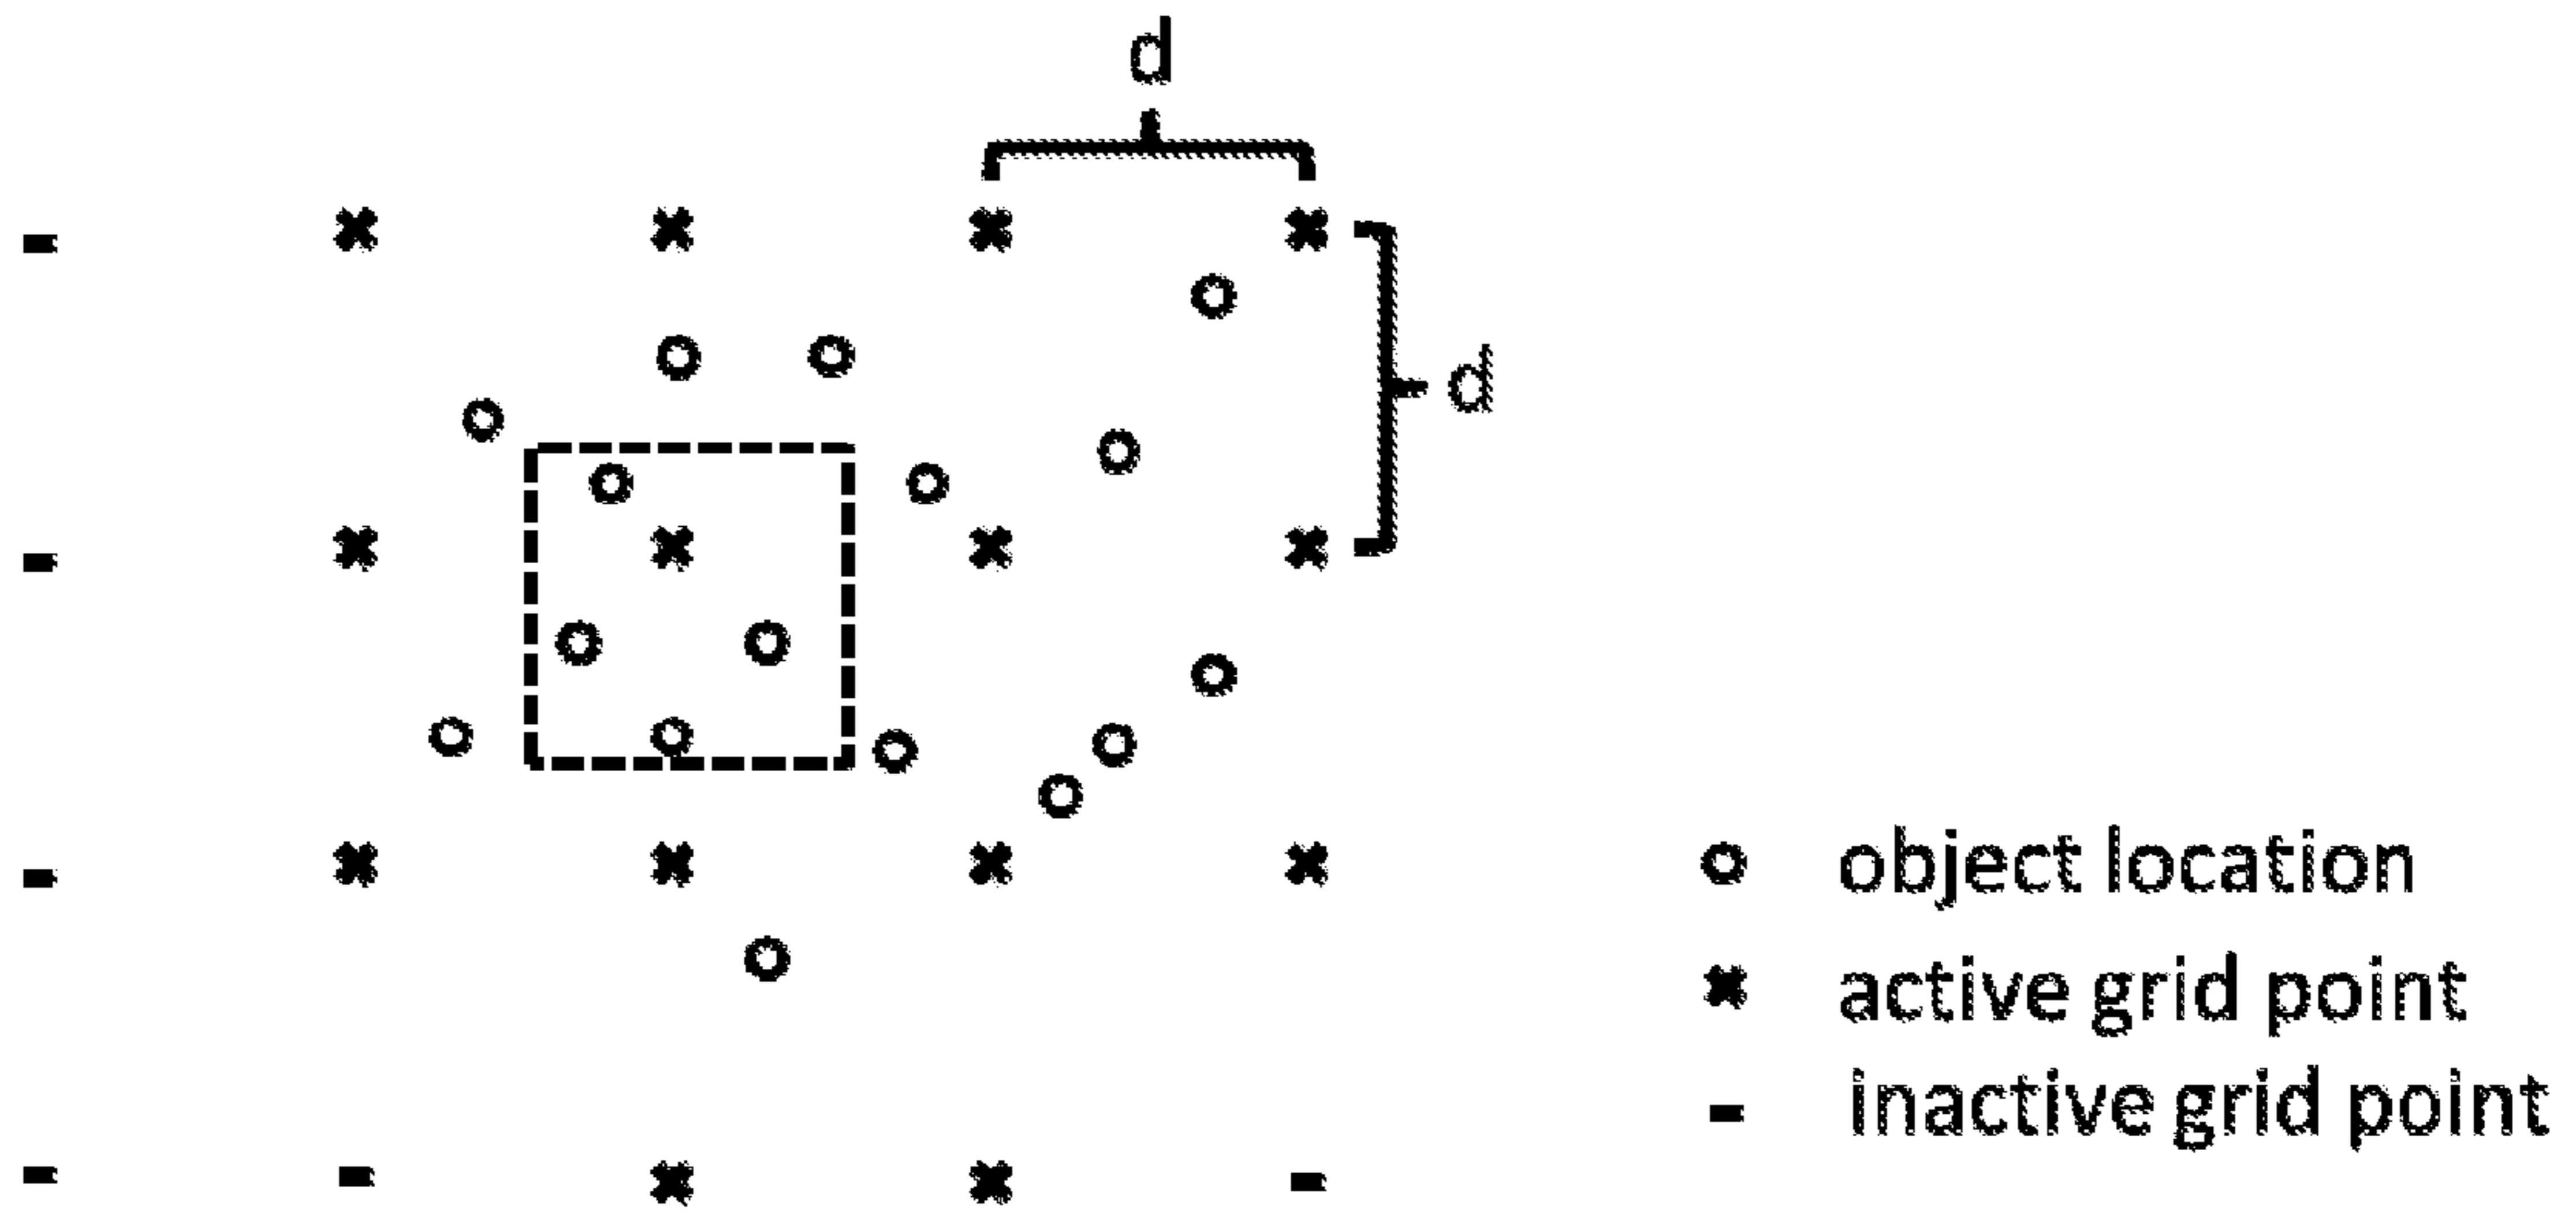 d
d
object location
active grid point
inactive grid point